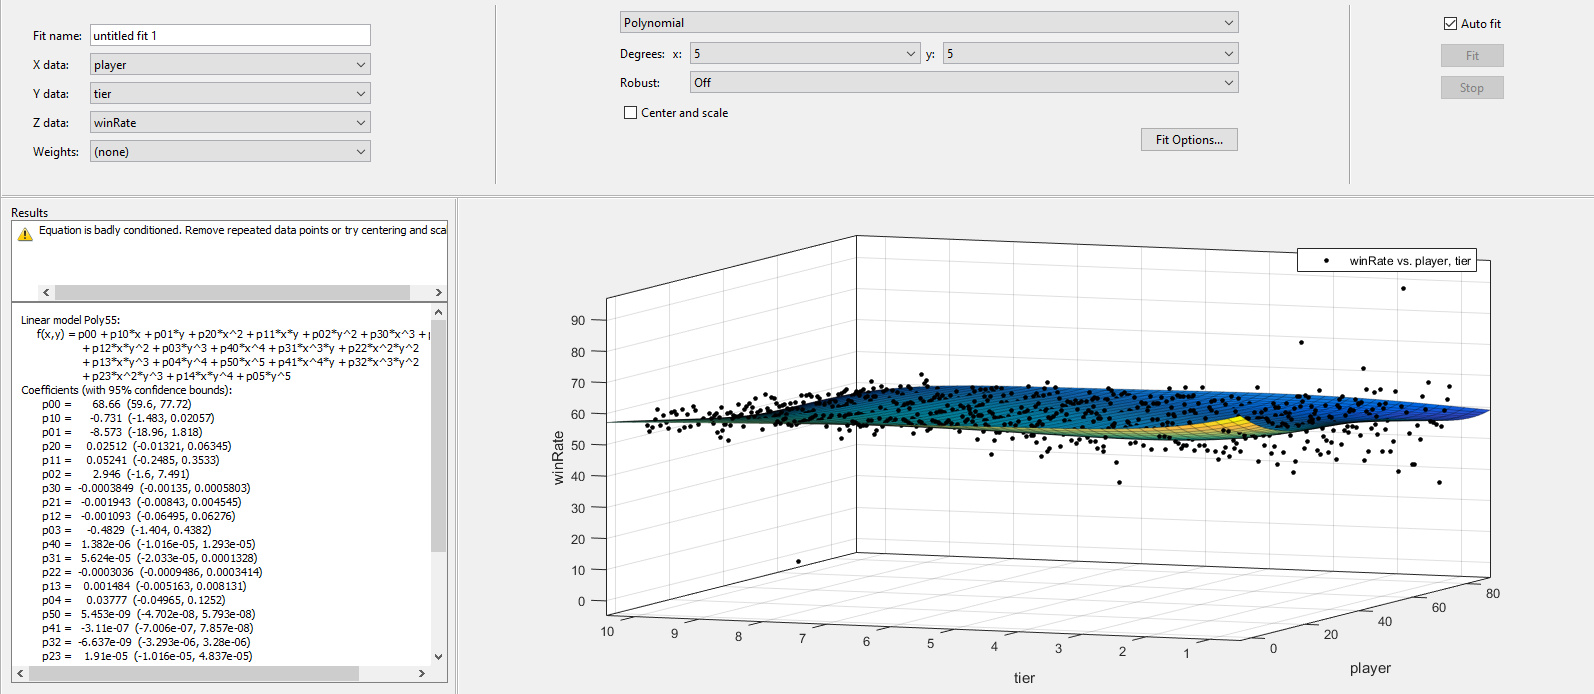 Fit name: untitled fit 1
X data: player
Y data: tier
Z data: winRate
Weights: (none)
Polynomial
Degrees: x: 5 y: 5
Robust: Off
Center and scale
Fit Options...
Auto fit
Fit
Stop
Results
Equation is badly conditioned. Remove repeated data points or try centering and sca
Linear model Poly55:
f(x,y) = p00 + p10*x + p01*y + p20*x^2 + p11*x*y + p02*y^2 + p30*x^3 + p
+ p12*x*y^2 + p03*y^3 + p40*x^4 + p31*x^3*y + p22*x^2*y^2
+ p13*x*y^3 + p04*y^4 + p50*x^5 + p41*x^4*y + p32*x^3*y^2
+ p23*x^2*y^3 + p14*x*y^4 + p05*y^5
Coefficients (with 95% confidence bounds):
p00 = 68.66 (59.6, 77.72)
p10 = -0.731 (-1.483, 0.02057)
p01 = -8.573 (-18.96, 1.818)
p20 = 0.02512 (-0.01321, 0.06345)
p11 = 0.05241 (-0.2485, 0.3533)
p02 = 2.946 (-1.6, 7.491)
p30 = -0.0003849 (-0.00135, 0.0005803)
p21 = -0.001943 (-0.00843, 0.004545)
p12 = -0.001093 (-0.06495, 0.06276)
p03 = -0.4829 (-1.404, 0.4382)
p40 = 1.382e-06 (-1.016e-05, 1.293e-05)
p31 = 5.624e-05 (-2.033e-05, 0.0001328)
p22 = -0.0003036 (-0.0009486, 0.0003414)
p13 = 0.001484 (-0.005163, 0.008131)
p04 = 0.03777 (-0.04965, 0.1252)
p50 = 5.453e-09 (-4.702e-08, 5.793e-08)
p41 = -3.11e-07 (-7.006e-07, 7.857e-08)
p32 = -6.637e-09 (-3.293e-06, 3.28e-06)
p23 = 1.91e-05 (-1.016e-05, 4.837e-05)
winRate vs. player, tier
90
80
70
60
50
40
30
20
10
0
winRate
10 9 8 7 6 5 4 3 2 1
tier
0 20 40 60 80
player